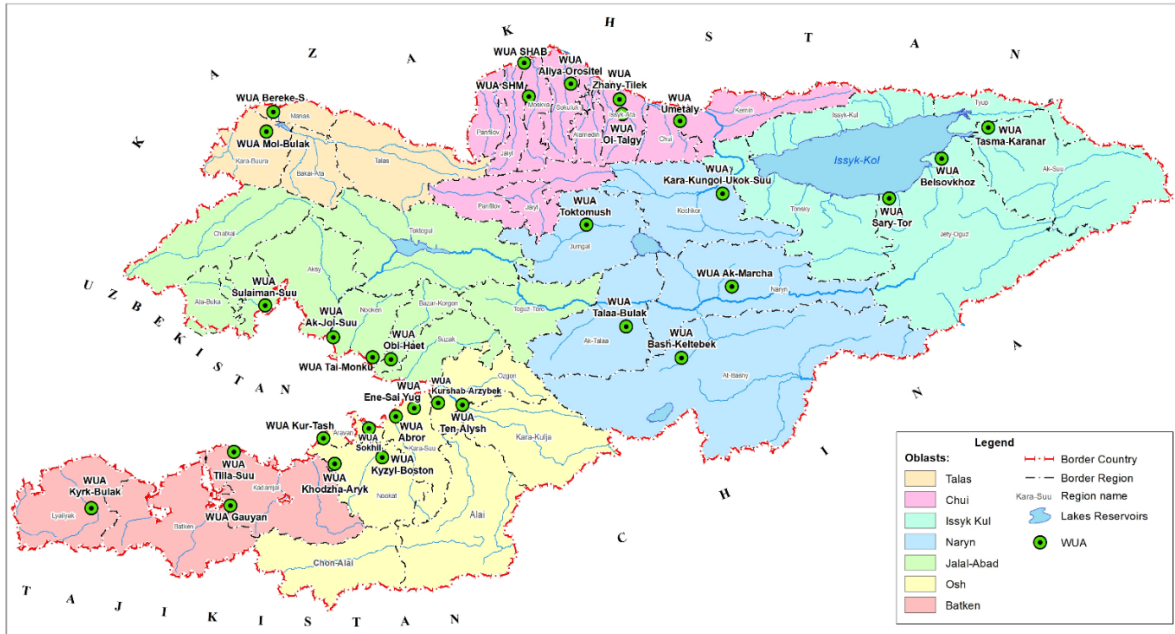 K A Z A K H S T A N
WUA SHAB
WUA
Aliya-Orositel
WUA
Zhany-Tilek
WUA SHM
WUA
Umetaly
WUA Bereke-S
WUA Mol-Bulak
WUA
Ol-Talgy
WUA
Tasma-Karanar
WUA
Belsovkhoz
WUA
Sary-Tor
WUA
Kara-Kungoi-Ukok-Suu
WUA
Toktomush
WUA Ak-Marcha
WUA
Talaa-Bulak
WUA
Bash-Keltebek
WUA
Sulaiman-Suu
WUA
Ak-Jol-Suu
WUA
Obi-Haet
WUA Tai-Monku
WUA
Ene-Sai Yug
WUA
Kurshab-Arzybek
WUA
Abror
WUA
Ten-Alysh
WUA Kur-Tash
WUA
Sokhii
WUA
Kyzyl-Boston
WUA
Khodzha-Aryk
WUA
Tilla-Suu
WUA
Kyrk-Bulak
WUA Gauyan
Manas
Kara-Buura
Bakai-Ata
Talas
Panfilov
Jaiyl
Moskva
Sokuluk
Alamedin
Issyk-Ata
Chui
Kemin
Panfilov
Jaiyl
Issyk-Kul
Tyup
Issyk-Kol
Ak-Suu
Tonsky
Jety-Oguz
Kochkor
Jumgal
Naryn
Ak-Talaa
At-Bashy
Chatkal
Toktogul
Aksy
Ala-Buka
Nooken
Bazar-Korgon
Suzak
Toguz-Toro
Ozgon
Kara-Kulja
Aravan
Kara-Suu
Nookat
Alai
Chon-Alai
Kadamjai
Batken
Lyailyak
U Z B E K I S T A N
T A J I K I S T A N
C H I N A
Legend
Oblasts:
Talas
Chui
Issyk Kul
Naryn
Jalal-Abad
Osh
Batken
Border Country
Border Region
Kara-Suu Region name
Lakes Reservoirs
WUA